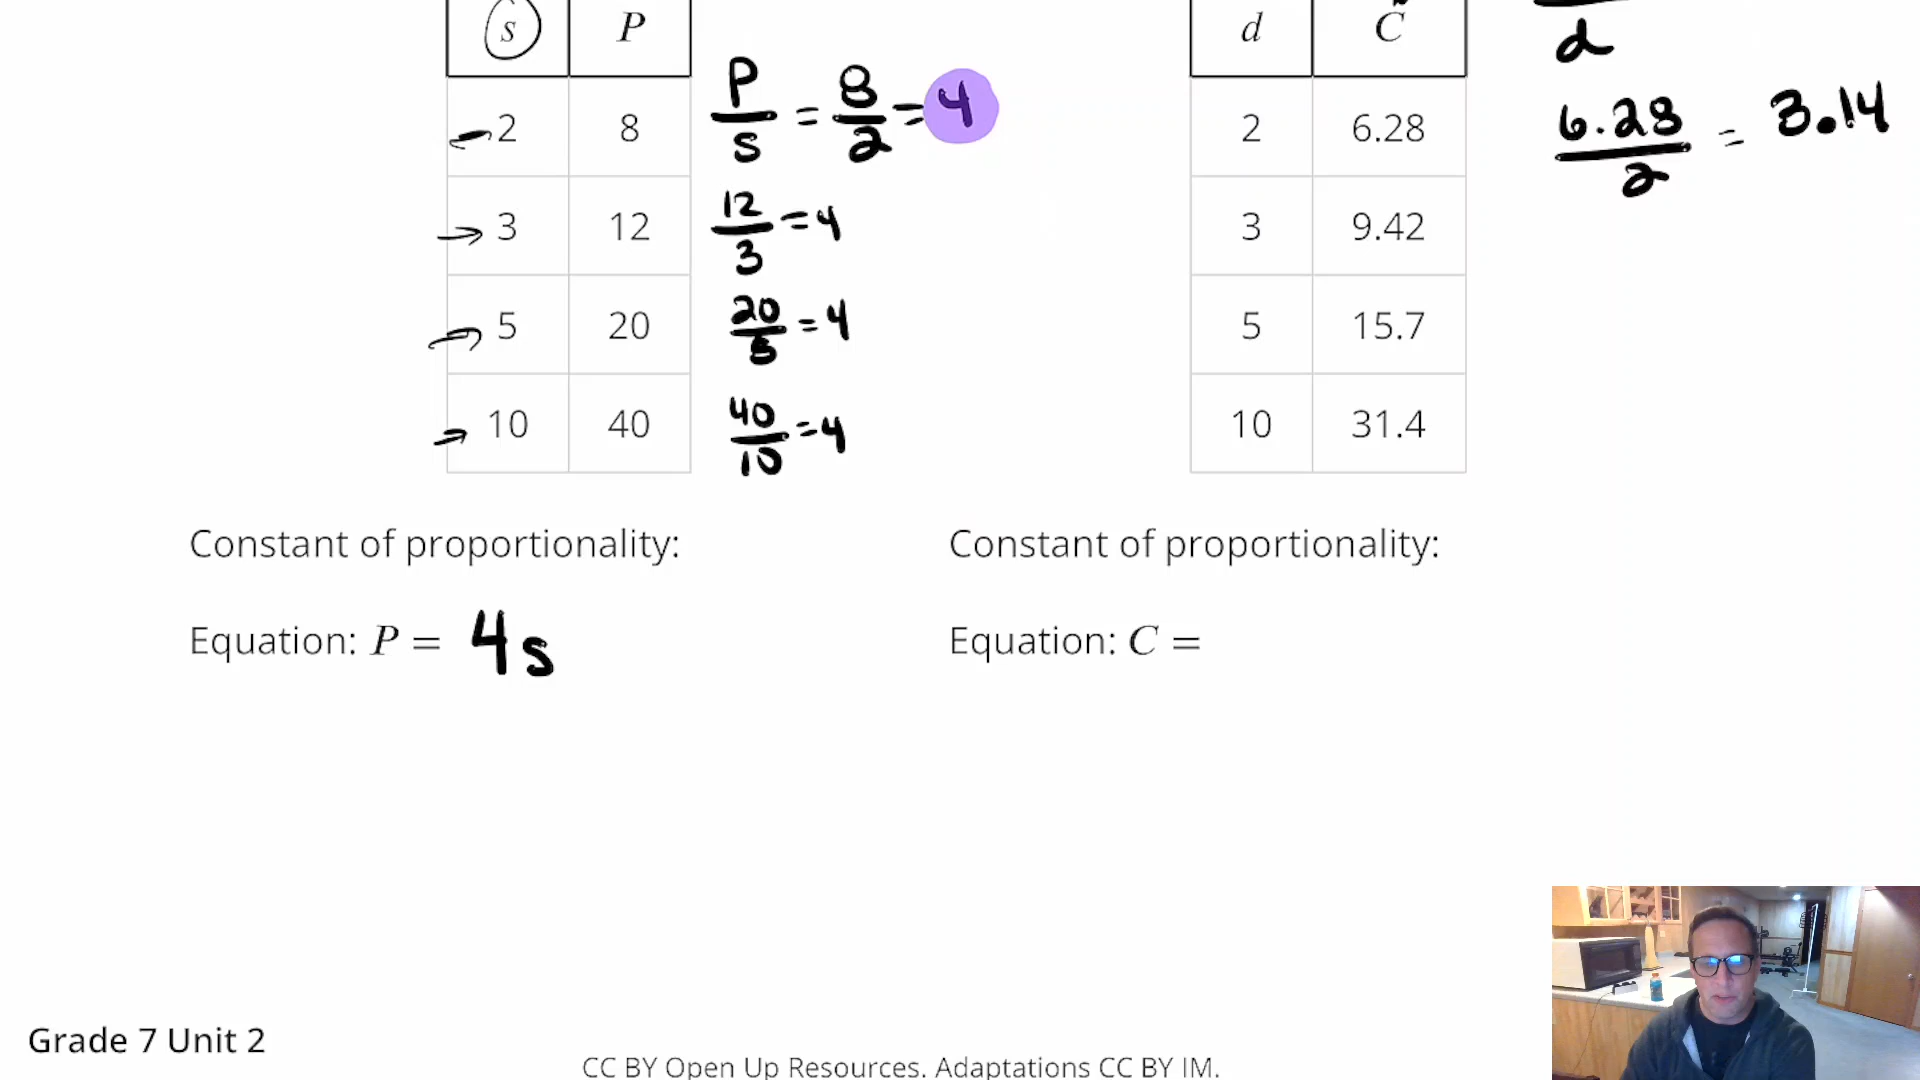 s P
2 8
3 12
5 20
10 40
P/s = 8/2 = 4
12/3 = 4
20/5 = 4
40/10 = 4
Constant of proportionality:
Equation: P = 4s
d C
2 6.28
3 9.42
5 15.7
10 31.4
d
6.28/2 = 3.14
Constant of proportionality:
Equation: C =
Grade 7 Unit 2
CC BY Open Up Resources. Adaptations CC BY IM.